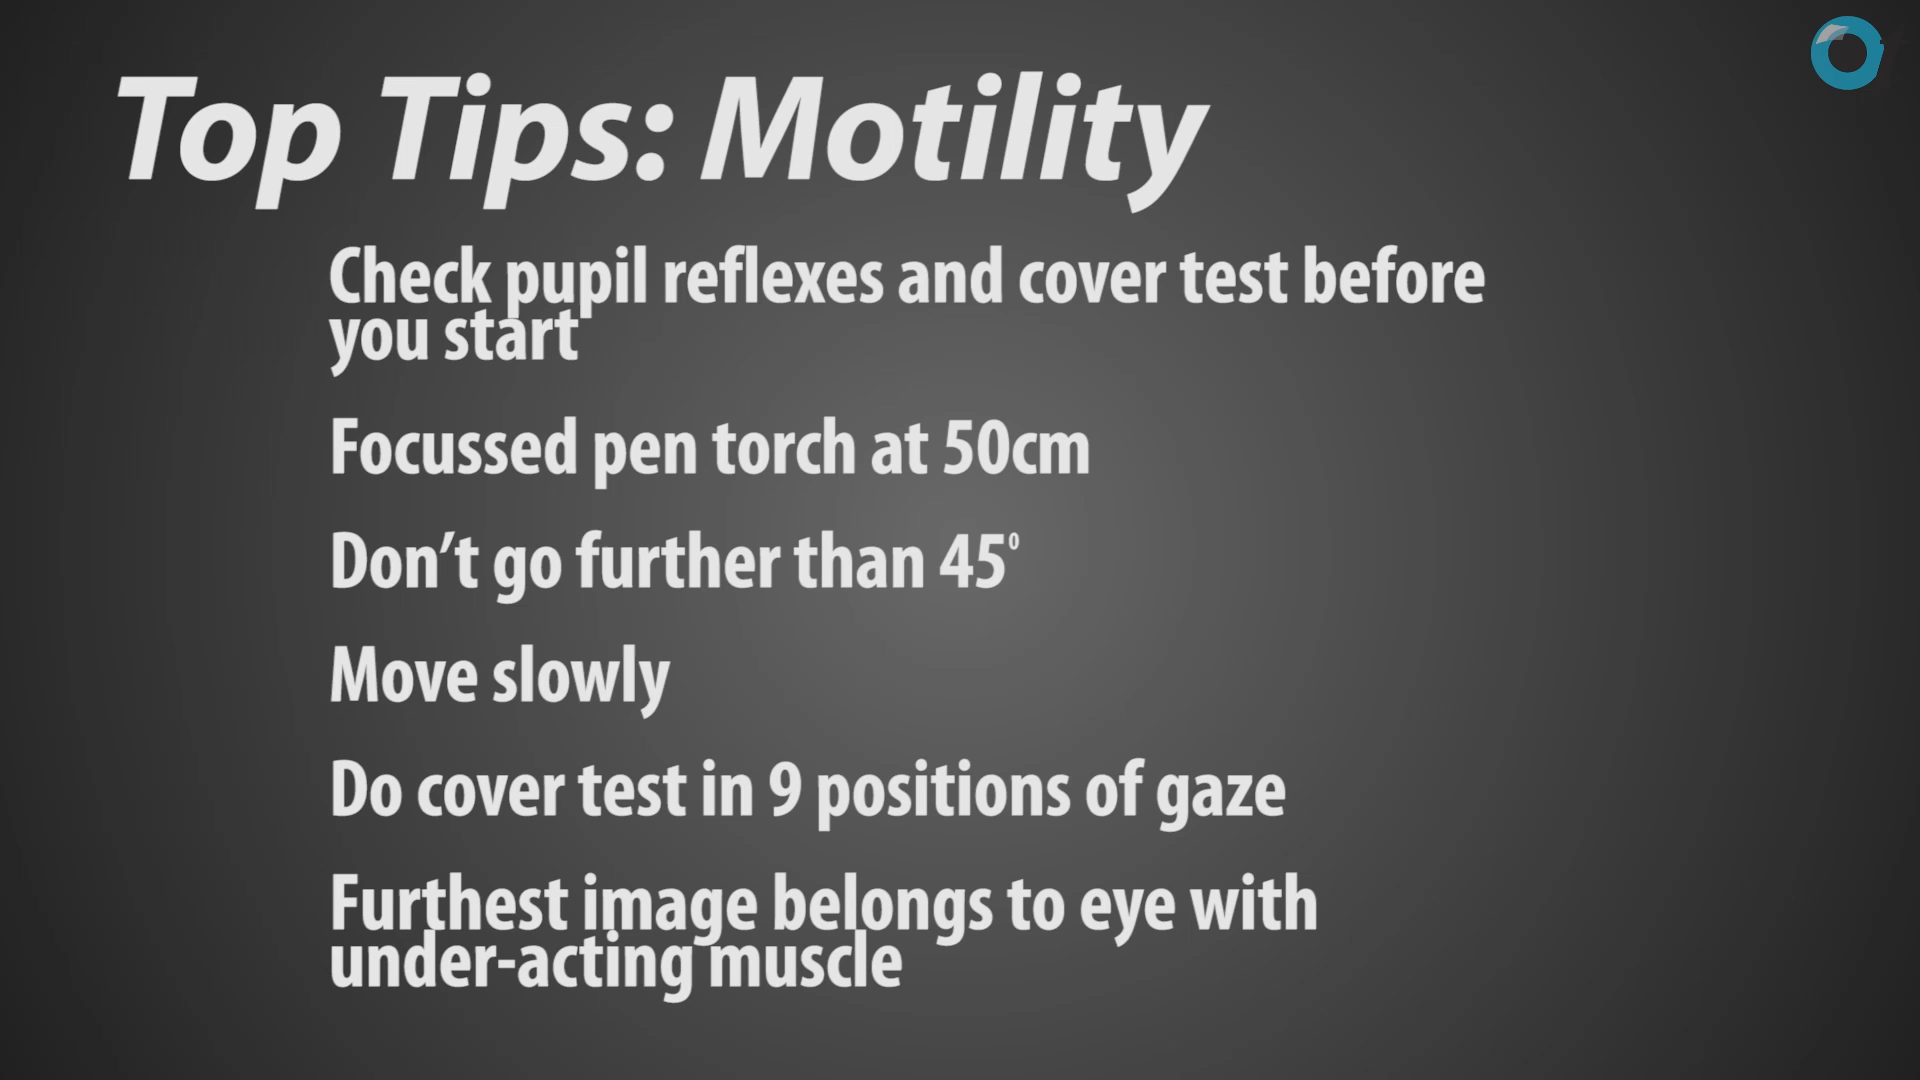 Top Tips: Motility
Check pupil reflexes and cover test before
you start
Focussed pen torch at 50cm
Don’t go further than 45⁰
Move slowly
Do cover test in 9 positions of gaze
Furthest image belongs to eye with
under-acting muscle